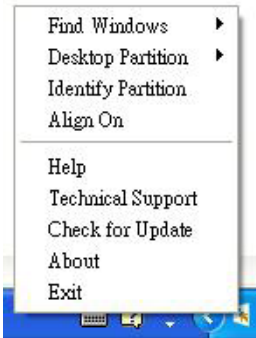 Find Windows
Desktop Partition
Identify Partition
Align On
Help
Technical Support
Check for Update
About
Exit